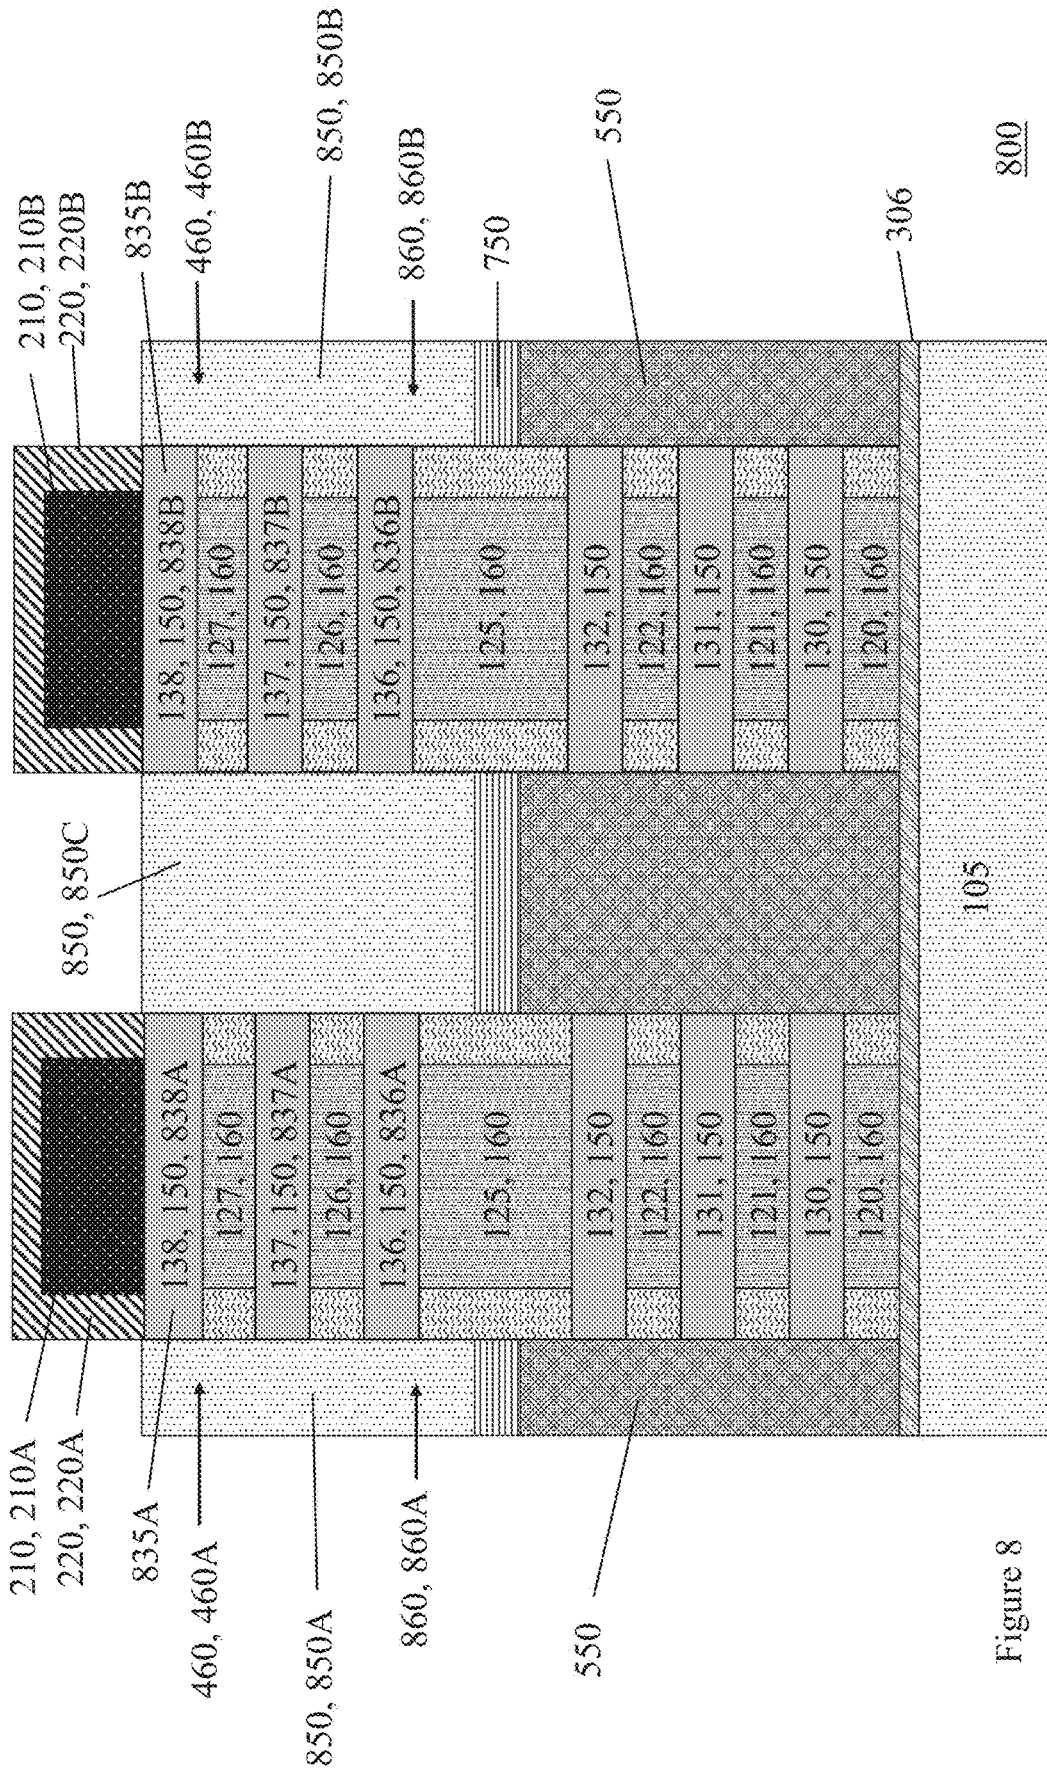 210, 210A
220, 220A
835A
460, 460A
850, 850A
860, 860A
550
138, 150, 838A
127, 160
137, 150, 837A
126, 160
136, 150, 836A
125, 160
132, 150
122, 160
131, 150
121, 160
130, 150
120, 160
850, 850C
105
138, 150, 838B
127, 160
137, 150, 837B
126, 160
136, 150, 836B
125, 160
132, 150
122, 160
131, 150
121, 160
130, 150
120, 160
210, 210B
220, 220B
835B
460, 460B
850, 850B
860, 860B
750
550
306
800
Figure 8